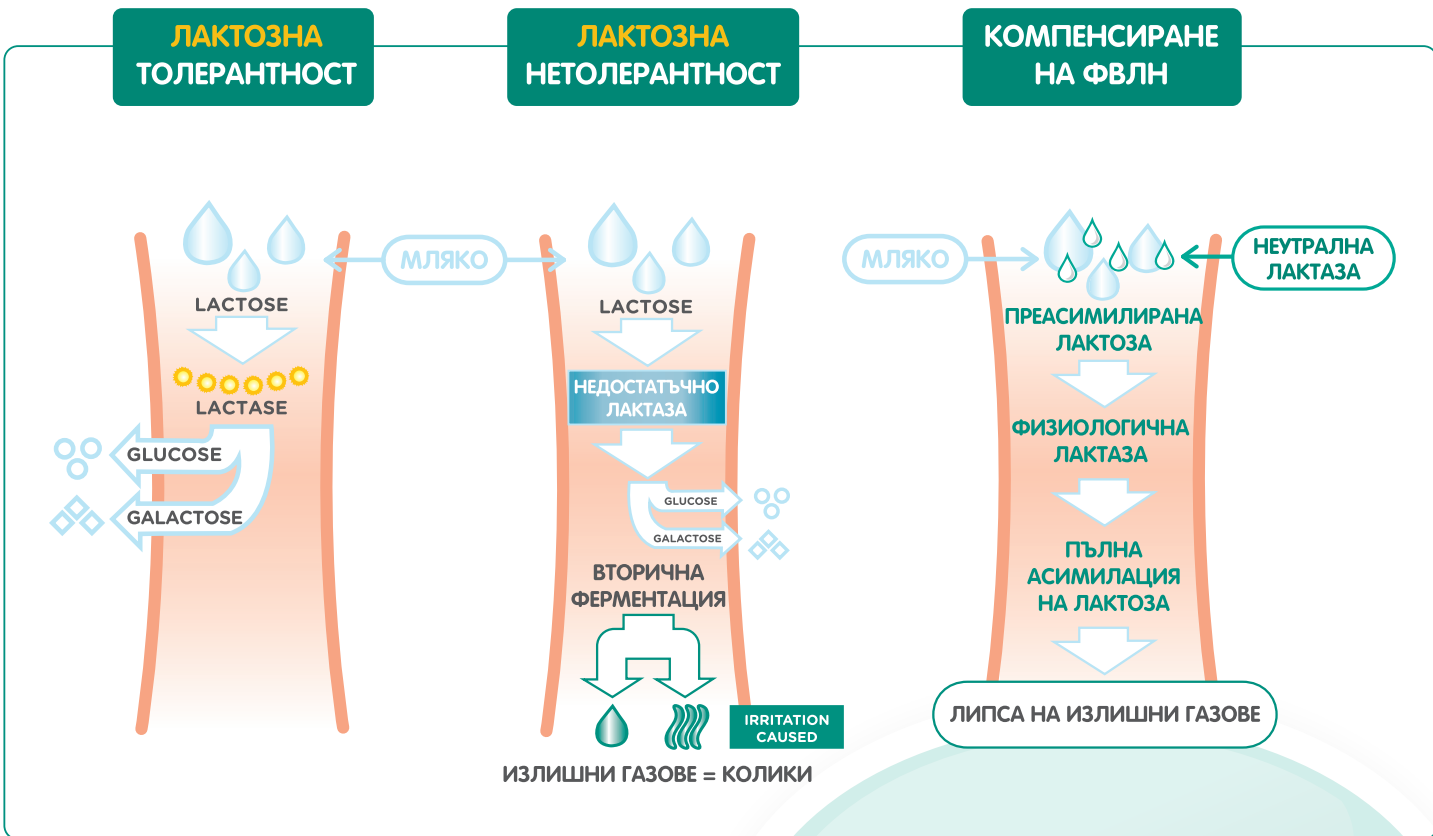 ЛАКТОЗНА
ТОЛЕРАНТНОСТ
ЛАКТОЗНА
НЕТОЛЕРАНТНОСТ
КОМПЕНСИРАНЕ
НА ФВЛН
LACTOSE
LACTASE
GLUCOSE
GALACTOSE
МЛЯКО
LACTOSE
НЕДОСТАТЪЧНО
ЛАКТАЗА
GLUCOSE
GALACTOSE
ВТОРИЧНА
ФЕРМЕНТАЦИЯ
IRRITATION
CAUSED
ИЗЛИШНИ ГАЗОВЕ = КОЛИКИ
МЛЯКО
НЕУТРАЛНА
ЛАКТАЗА
ПРЕАСИМИЛИРАНА
ЛАКТОЗА
ФИЗИОЛОГИЧНА
ЛАКТАЗА
ПЪЛНА
АСИМИЛАЦИЯ
НА ЛАКТОЗА
ЛИПСА НА ИЗЛИШНИ ГАЗОВЕ